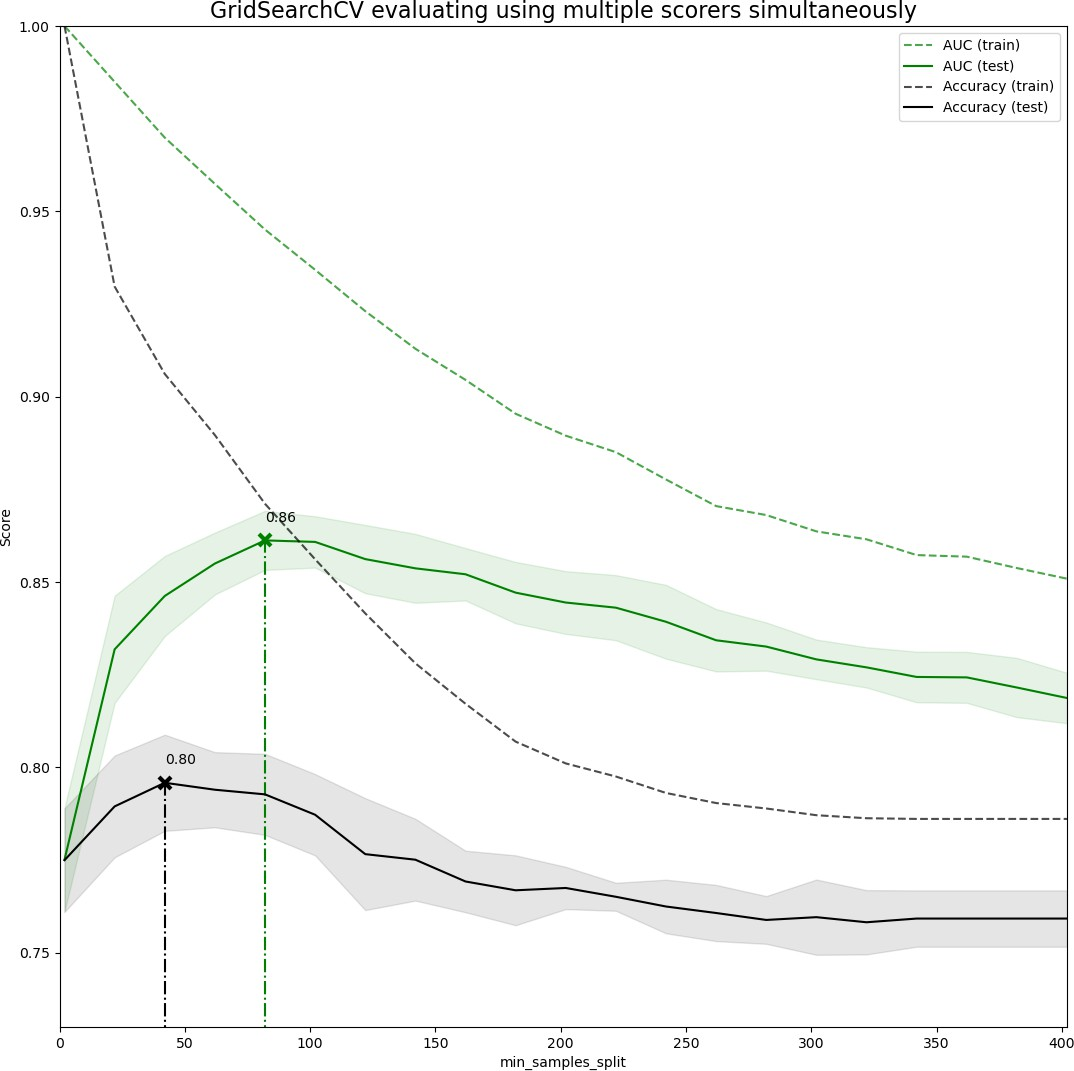 GridSearchCV evaluating using multiple scorers simultaneously
1.00
0.95
0.90
0.85
0.80
0.75
Score
AUC (train)
AUC (test)
Accuracy (train)
Accuracy (test)
0.86
0.80
0
50
100
150
200
250
300
350
400
min_samples_split